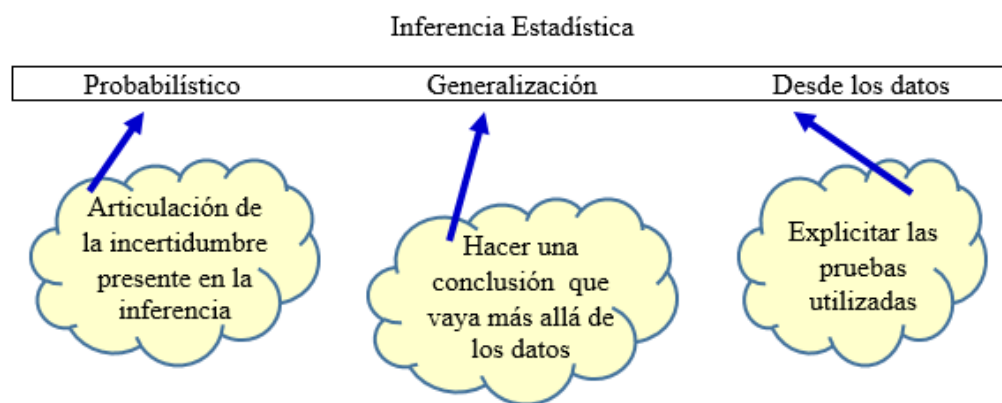 Inferencia Estadística
Probabilístico
Generalización
Desde los datos
Articulación de
la incertidumbre
presente en la
inferencia
Hacer una
conclusión que
vaya más allá de
los datos
Explicitar las
pruebas
utilizadas